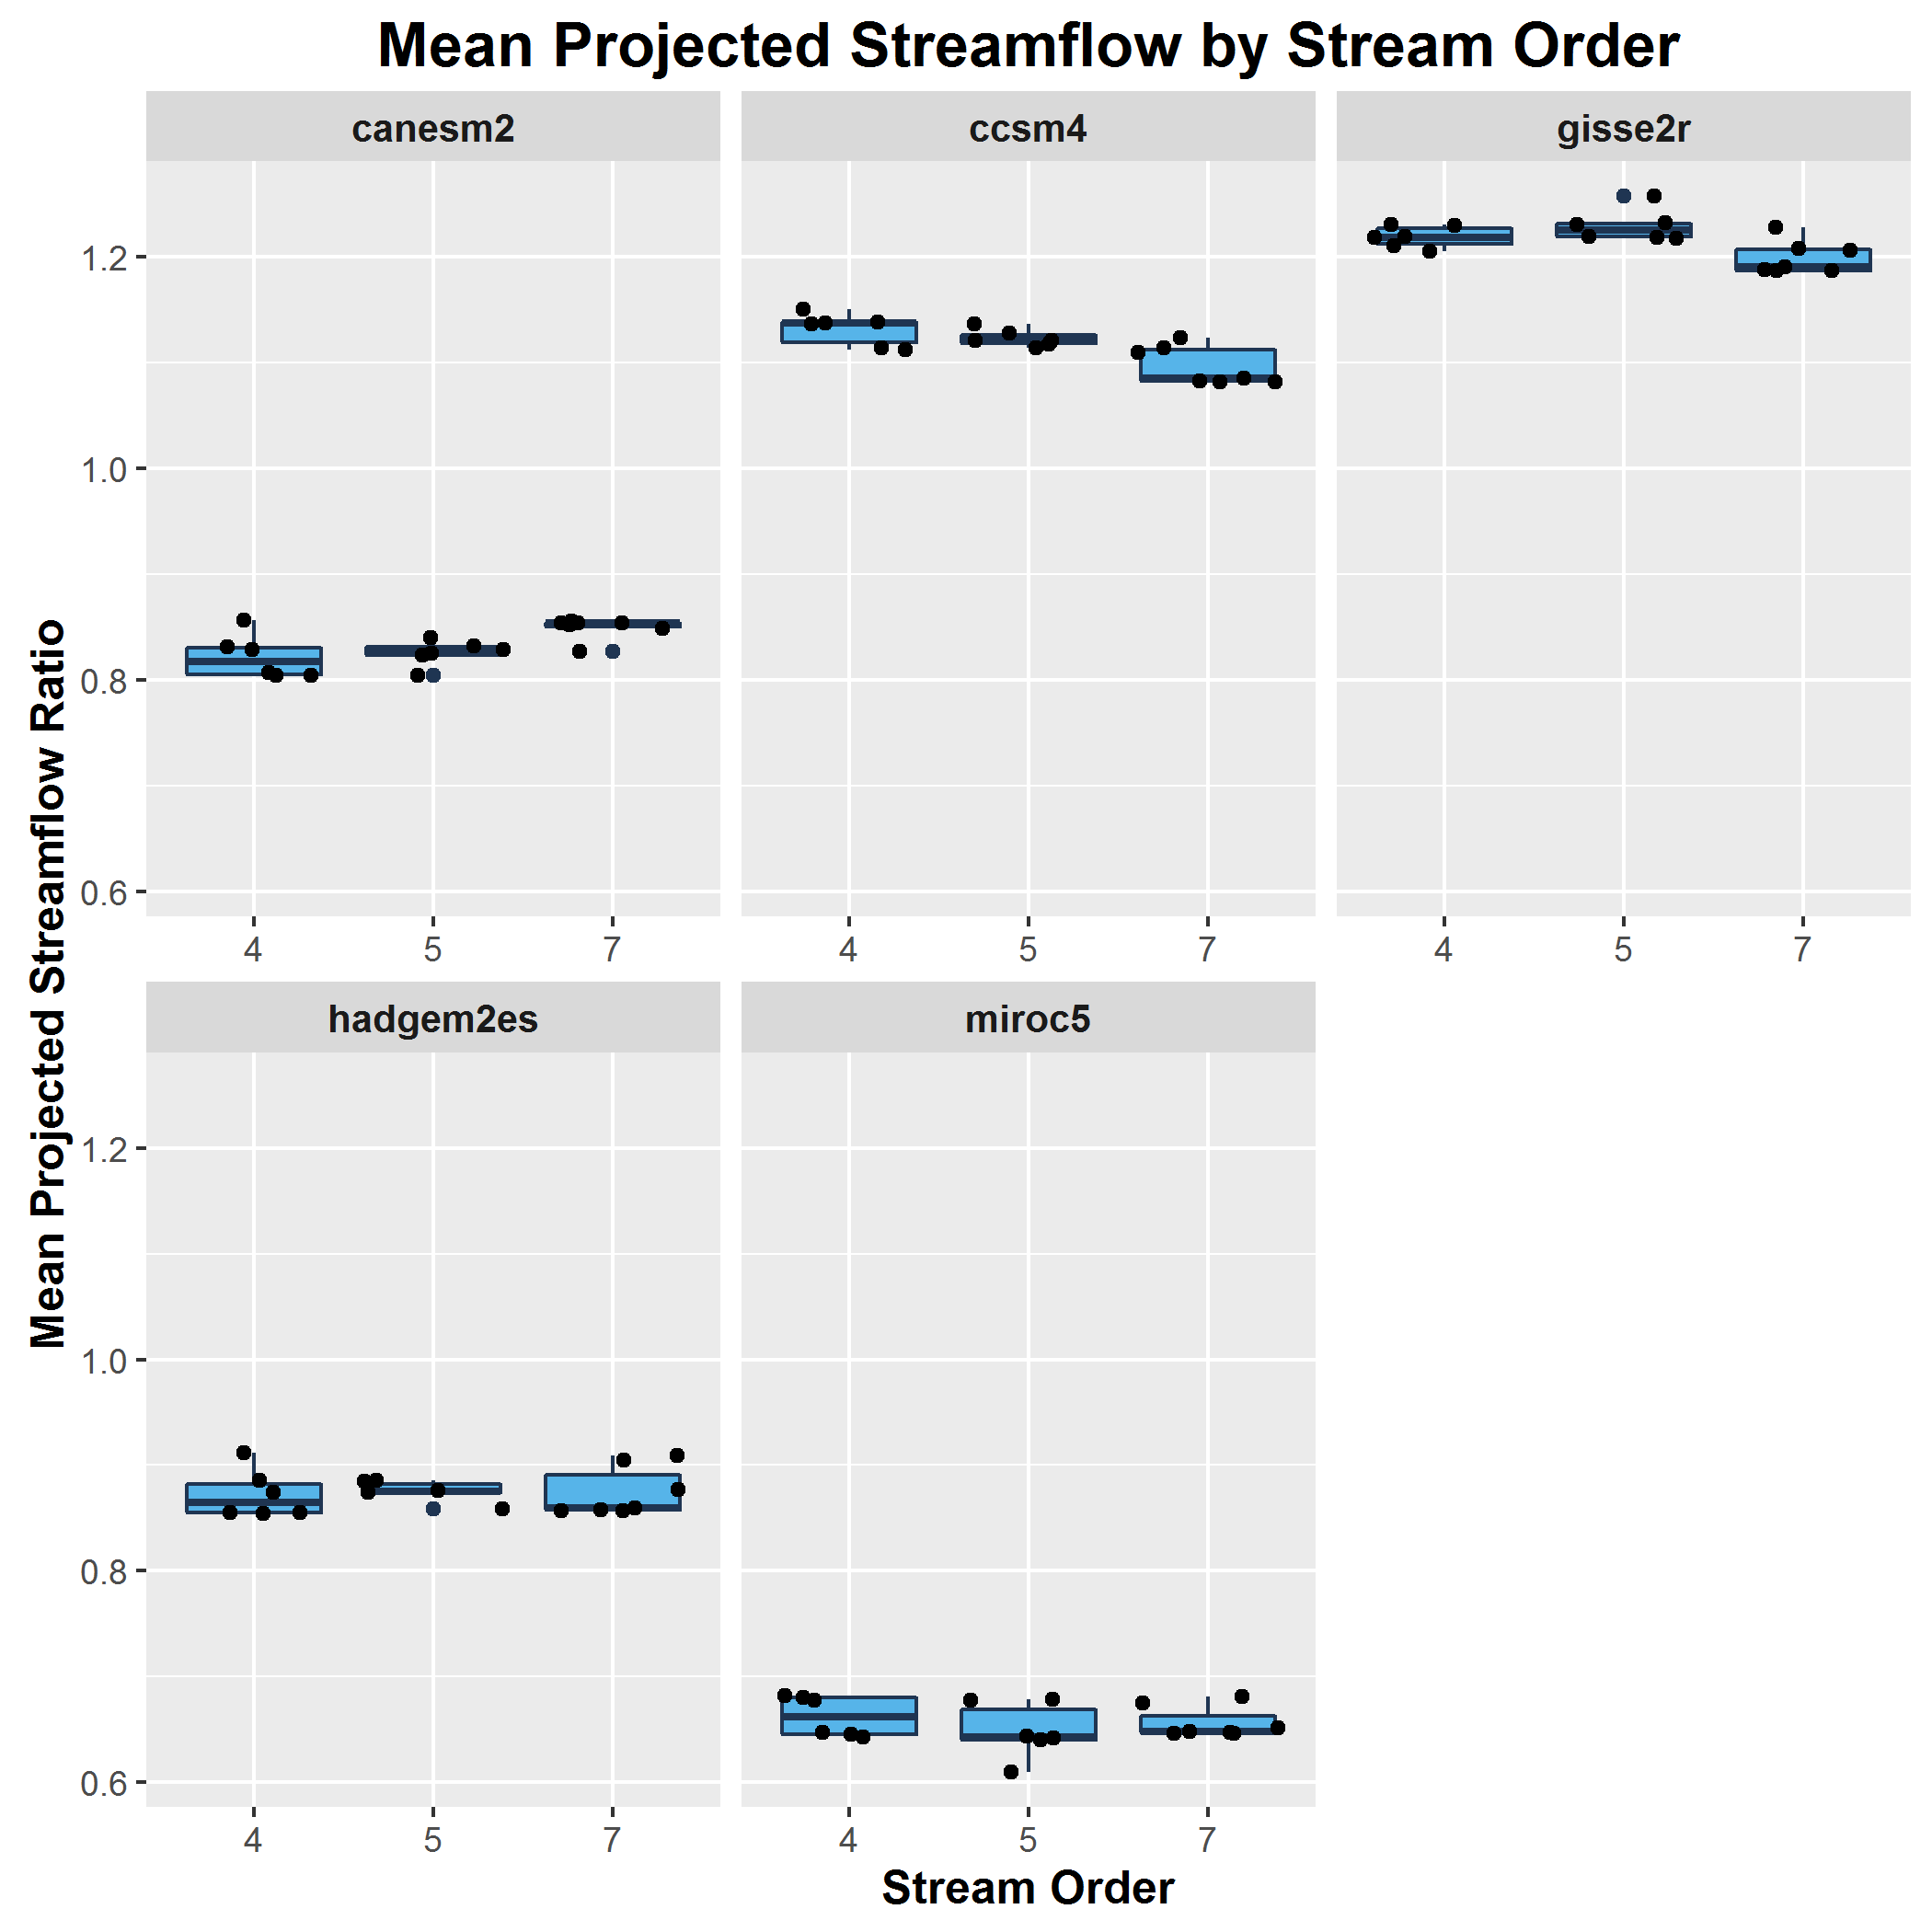 Mean Projected Streamflow by Stream Order
canesm2 ccsm4 gisse2r
1.2
1.0
0.8
0.6
4 5 7 4 5 7 4 5 7
Mean Projected Streamflow Ratio
hadgem2es miroc5
1.2
1.0
0.8
0.6
4 5 7 4 5 7
Stream Order